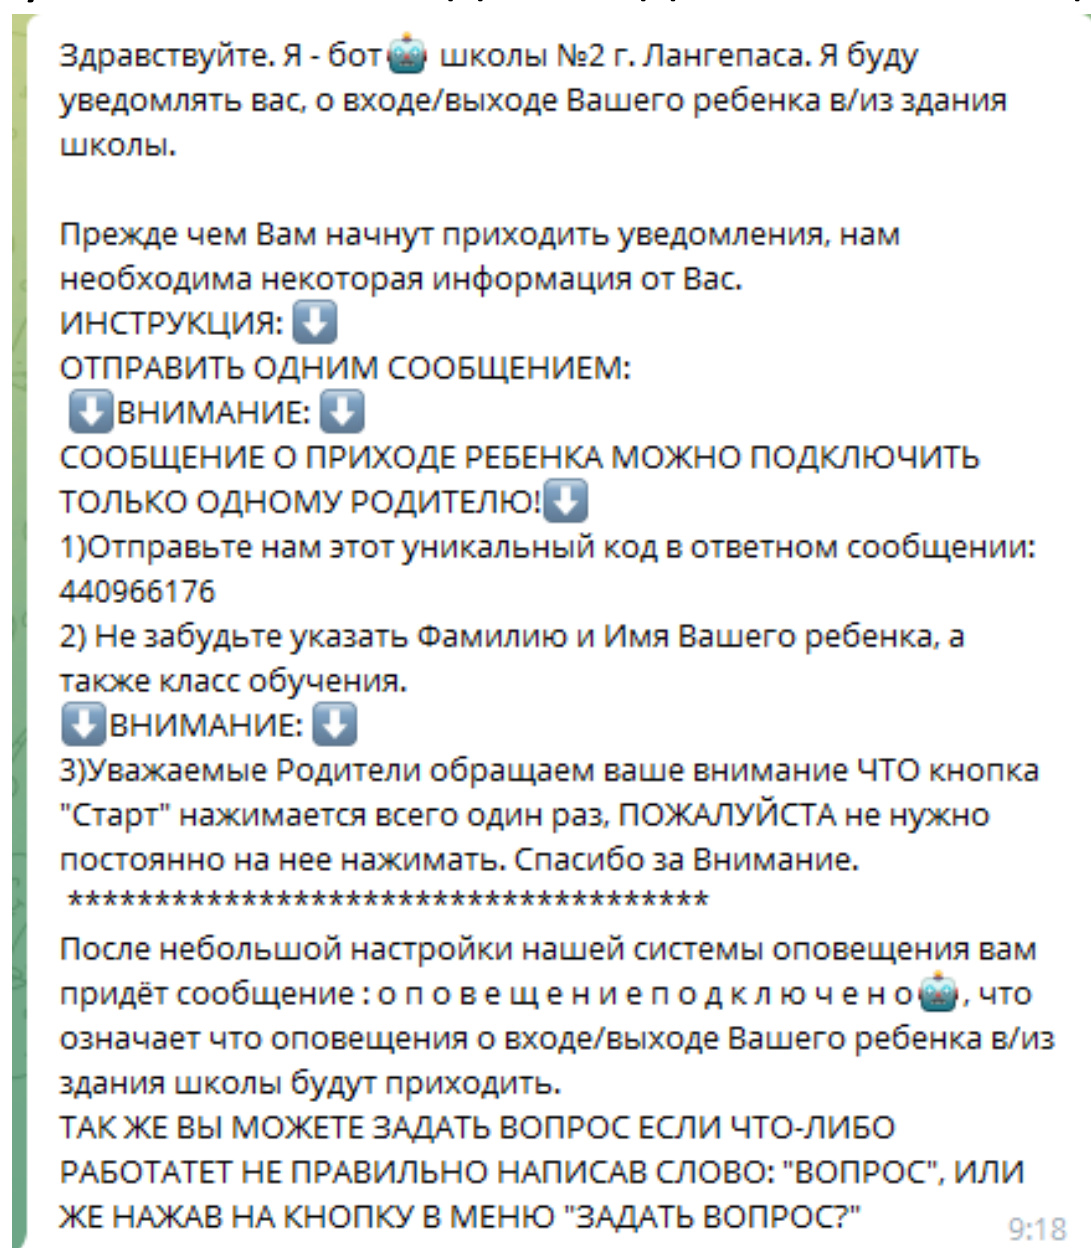 Здравствуйте. Я - бот🤖 школы №2 г. Лангепаса. Я буду
уведомлять вас, о входе/выходе Вашего ребенка в/из здания
школы.
Прежде чем Вам начнут приходить уведомления, нам
необходима некоторая информация от Вас.
ИНСТРУКЦИЯ: ⬇️
ОТПРАВИТЬ ОДНИМ СООБЩЕНИЕМ:
⬇️ВНИМАНИЕ: ⬇️
СООБЩЕНИЕ О ПРИХОДЕ РЕБЕНКА МОЖНО ПОДКЛЮЧИТЬ
ТОЛЬКО ОДНОМУ РОДИТЕЛЮ!⬇️
1)Отправьте нам этот уникальный код в ответном сообщении:
440966176
2) Не забудьте указать Фамилию и Имя Вашего ребенка, а
также класс обучения.
⬇️ВНИМАНИЕ: ⬇️
3)Уважаемые Родители обращаем ваше внимание ЧТО кнопка
"Старт" нажимается всего один раз, ПОЖАЛУЙСТА не нужно
постоянно на нее нажимать. Спасибо за Внимание.
***************************************
После небольшой настройки нашей системы оповещения вам
придёт сообщение : о п о в е щ е н и е п о д к л ю ч е н о🤖, что
означает что оповещения о входе/выходе Вашего ребенка в/из
здания школы будут приходить.
ТАК ЖЕ ВЫ МОЖЕТЕ ЗАДАТЬ ВОПРОС ЕСЛИ ЧТО-ЛИБО
РАБОТАТЕТ НЕ ПРАВИЛЬНО НАПИСАВ СЛОВО: "ВОПРОС", ИЛИ
ЖЕ НАЖАВ НА КНОПКУ В МЕНЮ "ЗАДАТЬ ВОПРОС?"
9:18